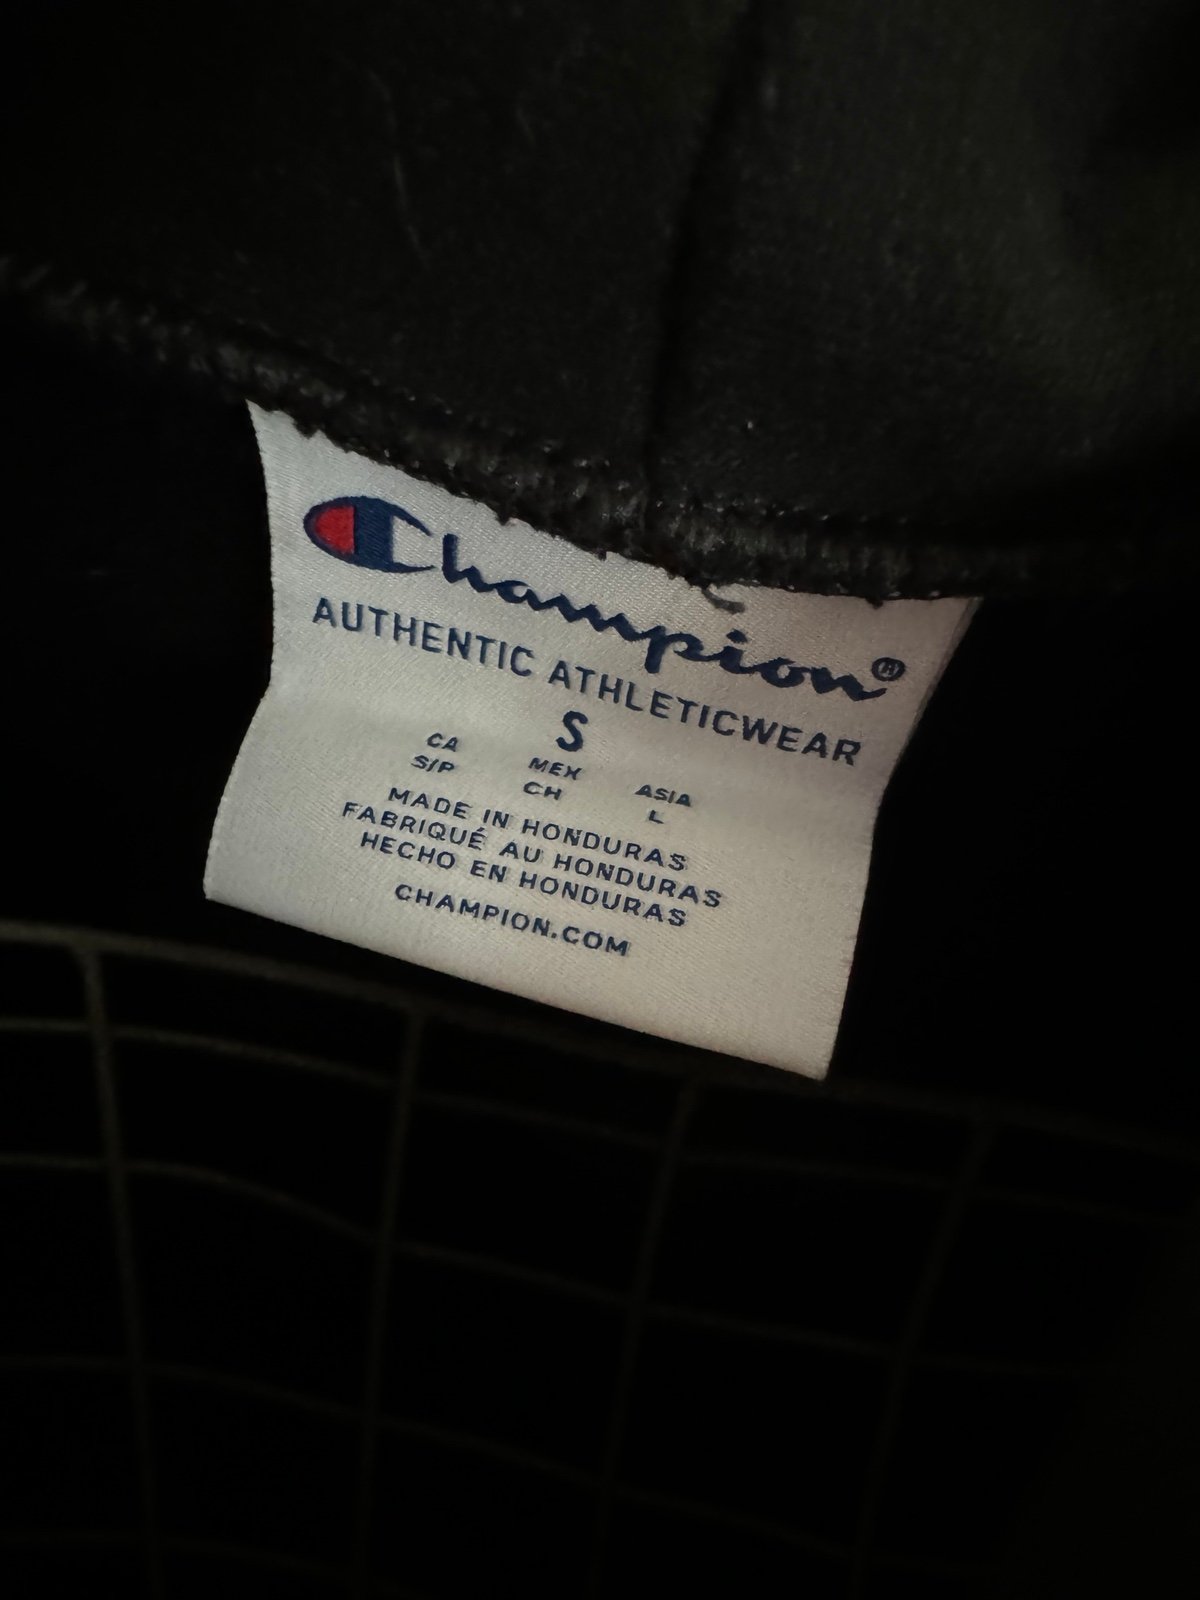 Champion®
AUTHENTIC ATHLETICWEAR
S
CA MEX ASIA
S/P CH L
MADE IN HONDURAS
FABRIQUÉ AU HONDURAS
HECHO EN HONDURAS
CHAMPION.COM